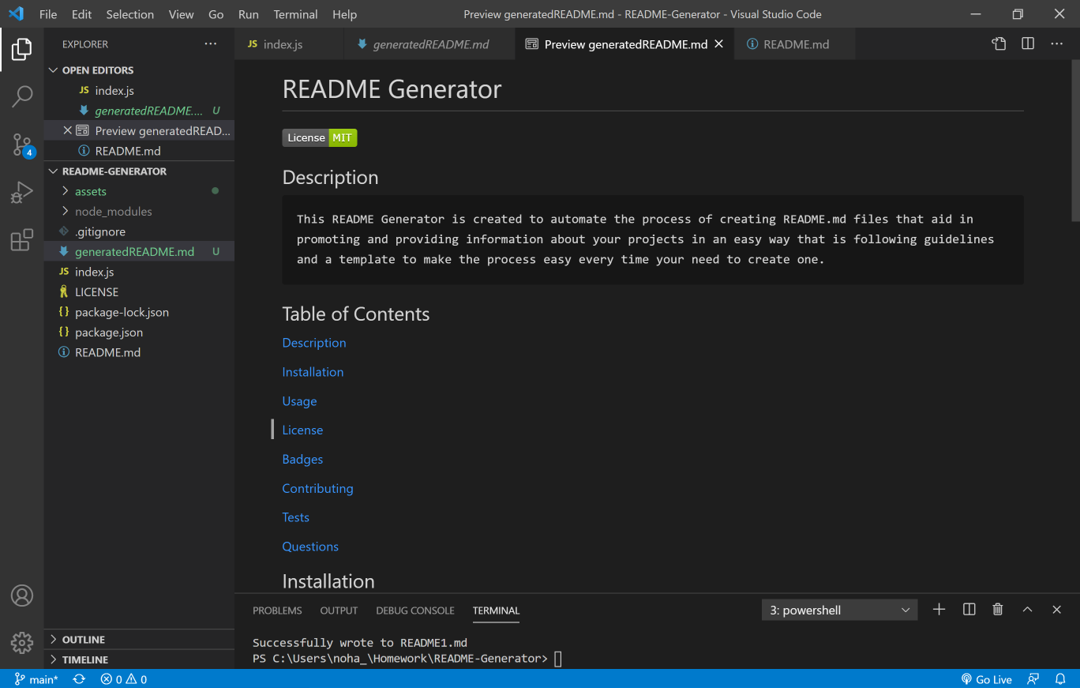 File Edit Selection View Go Run Terminal Help Preview generatedREADME.md - README-Generator - Visual Studio Code
EXPLORER
JS index.js
generatedREADME.md
Preview generatedREADME.md
README.md
OPEN EDITORS
JS index.js
generatedREADME.... U
Preview generatedREAD...
README.md
README-GENERATOR
assets
node_modules
.gitignore
generatedREADME.md U
JS index.js
LICENSE
{} package-lock.json
{} package.json
README.md
OUTLINE
TIMELINE
4
README Generator
License MIT
Description
This README Generator is created to automate the process of creating README.md files that aid in
promoting and providing information about your projects in an easy way that is following guidelines
and a template to make the process easy every time your need to create one.
Table of Contents
Description
Installation
Usage
License
Badges
Contributing
Tests
Questions
Installation
PROBLEMS OUTPUT DEBUG CONSOLE TERMINAL 3: powershell
Successfully wrote to README1.md
PS C:\Users\noha_\Homework\README-Generator>
main* 0 0 Go Live